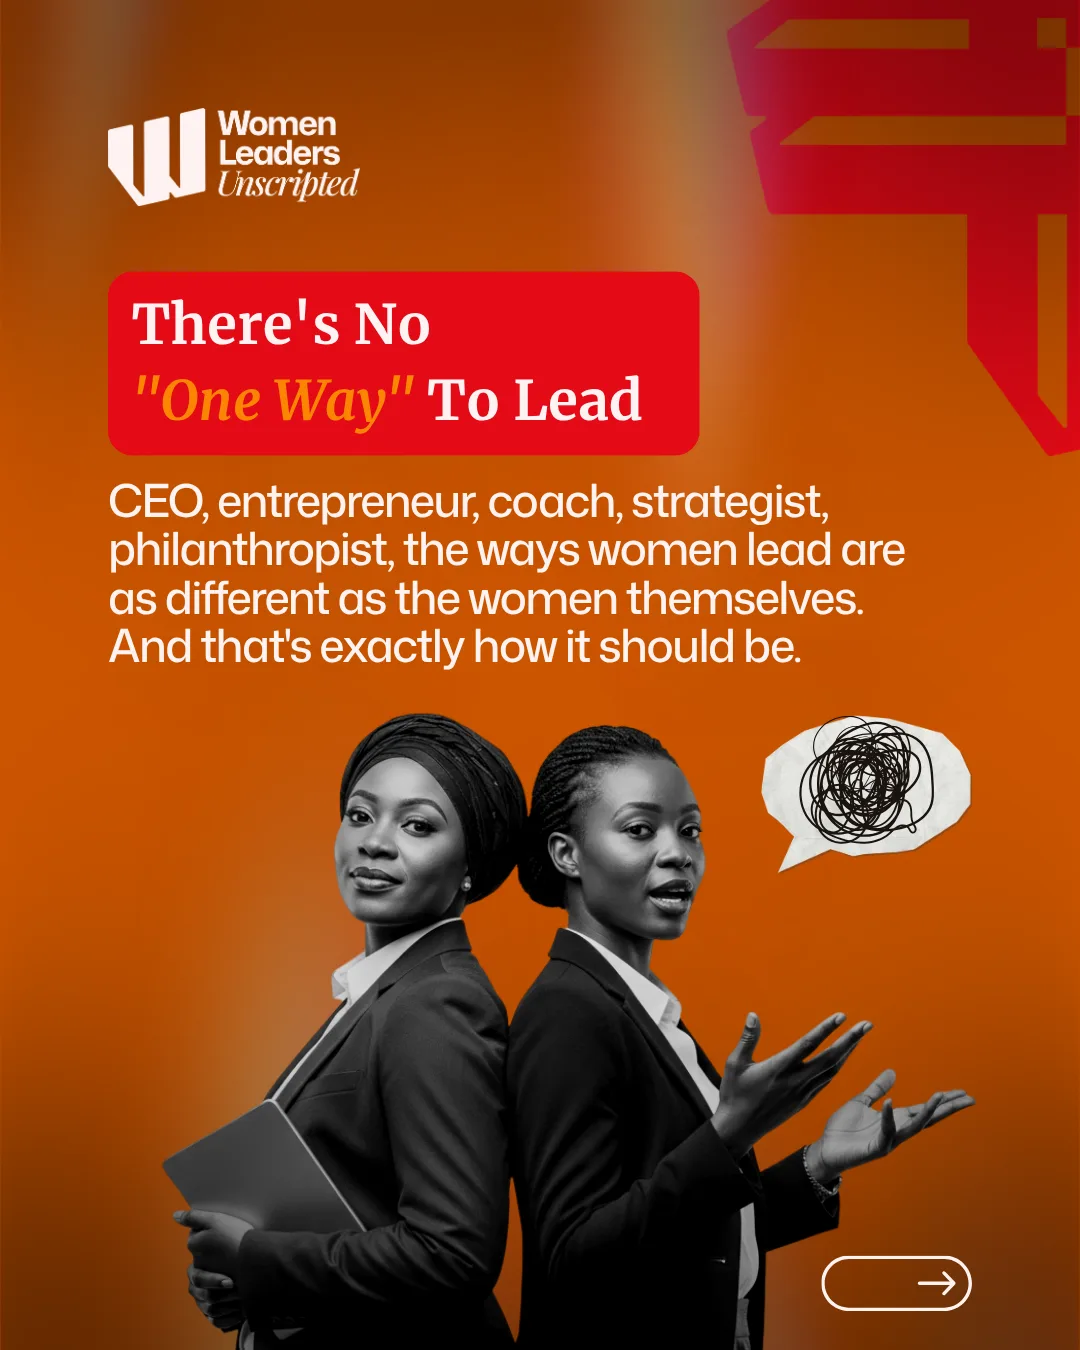 Women
Leaders
Unscripted
There's No
"One Way" To Lead
CEO, entrepreneur, coach, strategist,
philanthropist, the ways women lead are
as different as the women themselves.
And that's exactly how it should be.